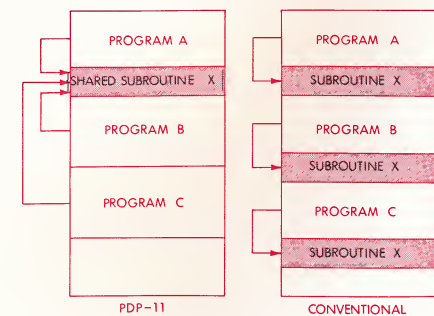 PROGRAM A
SHARED SUBROUTINE X
PROGRAM B
PROGRAM C
PDP-11
PROGRAM A
SUBROUTINE X
PROGRAM B
SUBROUTINE X
PROGRAM C
SUBROUTINE X
CONVENTIONAL